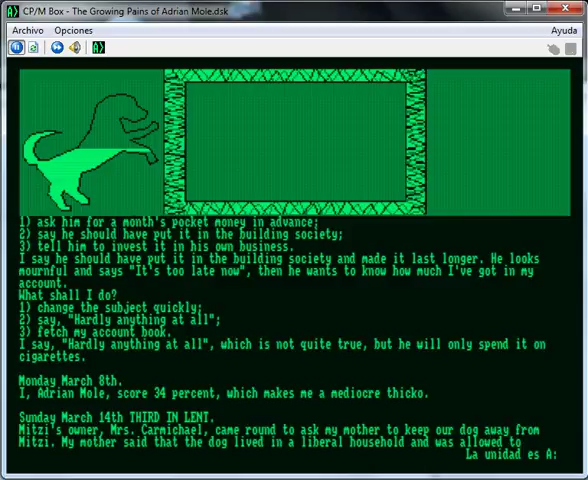 CP/M Box - The Growing Pains of Adrian Mole.dsk
Archivo Opciones Ayuda
A>
1) ask him for a month's pocket money in advance;
2) say he should have put it in the building society;
3) tell him to invest it in his own business.
I say he should have put it in the building society and made it last longer. He looks
mournful and says "It's too late now", then he wants to know how much I've got in my
account.
What shall I do?
1) change the subject quickly;
2) say, "Hardly anything at all";
3) fetch my account book.
I say, "Hardly anything at all", which is not quite true, but he will only spend it on
cigarettes.
Monday March 8th.
I, Adrian Mole, score 34 percent, which makes me a mediocre thicko.
Sunday March 14th THIRD IN LENT.
Mitzi's owner, Mrs. Carmichael, came round to ask my mother to keep our dog away from
Mitzi. My mother said that the dog lived in a liberal household and was allowed to
La unidad es A: